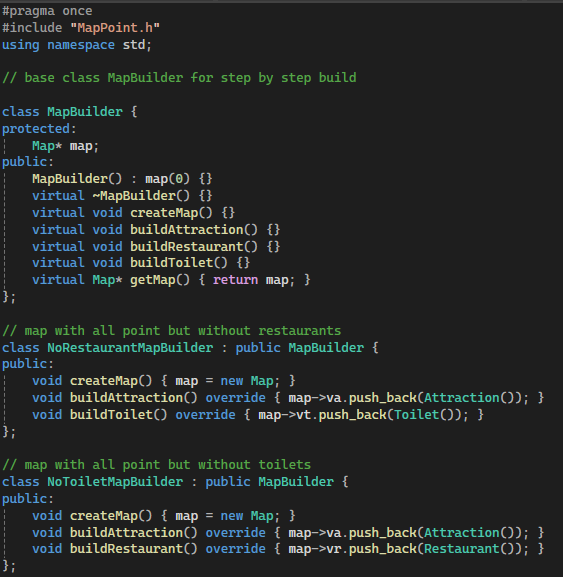 #pragma once
#include "MapPoint.h"
using namespace std;
// base class MapBuilder for step by step build
class MapBuilder {
protected:
    Map* map;
public:
    MapBuilder() : map(0) {}
    virtual ~MapBuilder() {}
    virtual void createMap() {}
    virtual void buildAttraction() {}
    virtual void buildRestaurant() {}
    virtual void buildToilet() {}
    virtual Map* getMap() { return map; }
};
// map with all point but without restaurants
class NoRestaurantMapBuilder : public MapBuilder {
public:
    void createMap() { map = new Map; }
    void buildAttraction() override { map->va.push_back(Attraction()); }
    void buildToilet() override { map->vt.push_back(Toilet()); }
};
// map with all point but without toilets
class NoToiletMapBuilder : public MapBuilder {
public:
    void createMap() { map = new Map; }
    void buildAttraction() override { map->va.push_back(Attraction()); }
    void buildRestaurant() override { map->vr.push_back(Restaurant()); }
};